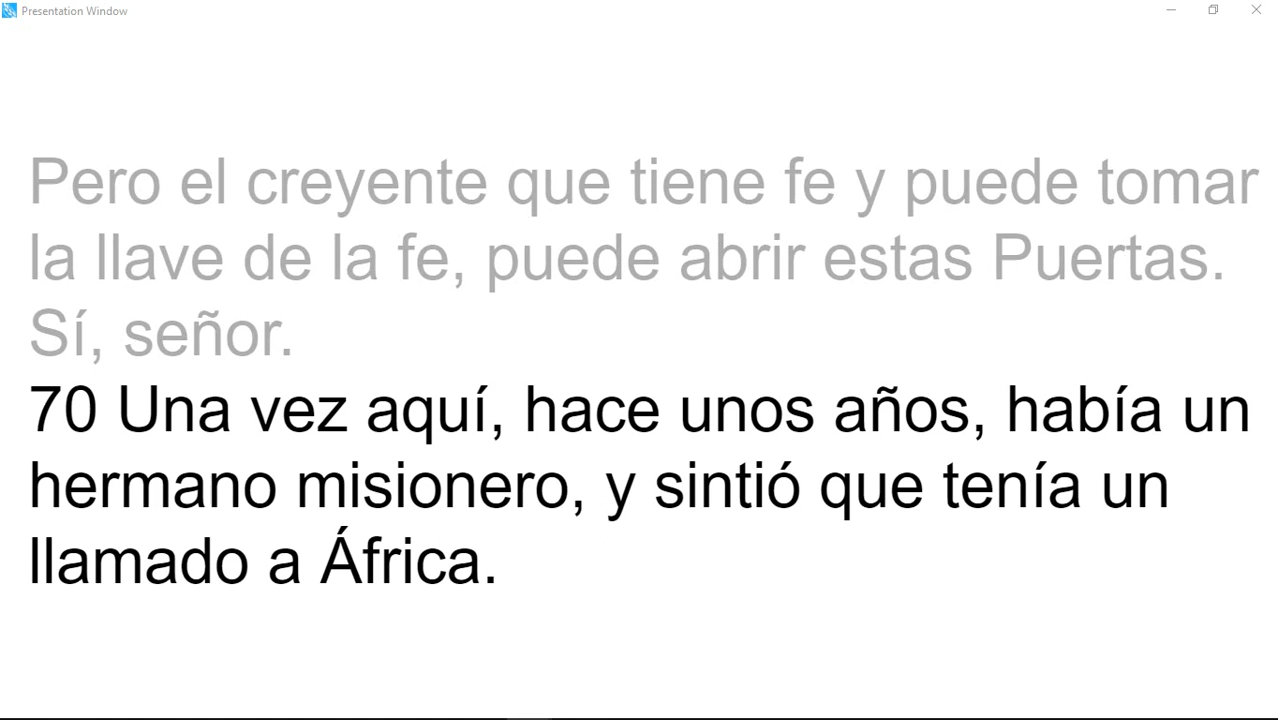 Presentation Window
Pero el creyente que tiene fe y puede tomar
la llave de la fe, puede abrir estas Puertas.
Sí, señor.
70 Una vez aquí, hace unos años, había un
hermano misionero, y sintió que tenía un
llamado a África.